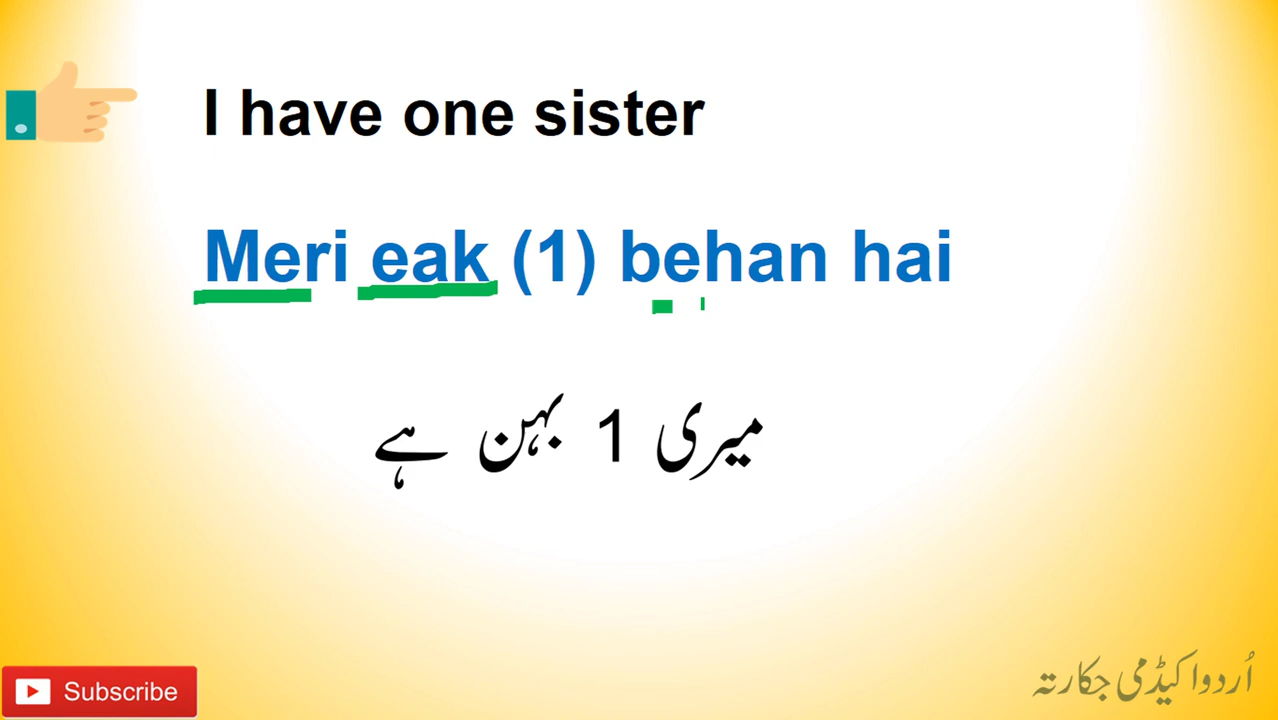 I have one sister
Meri eak (1) behan hai
میری 1 بہن ہے
Subscribe
اُردو اکیڈمی جکارتہ